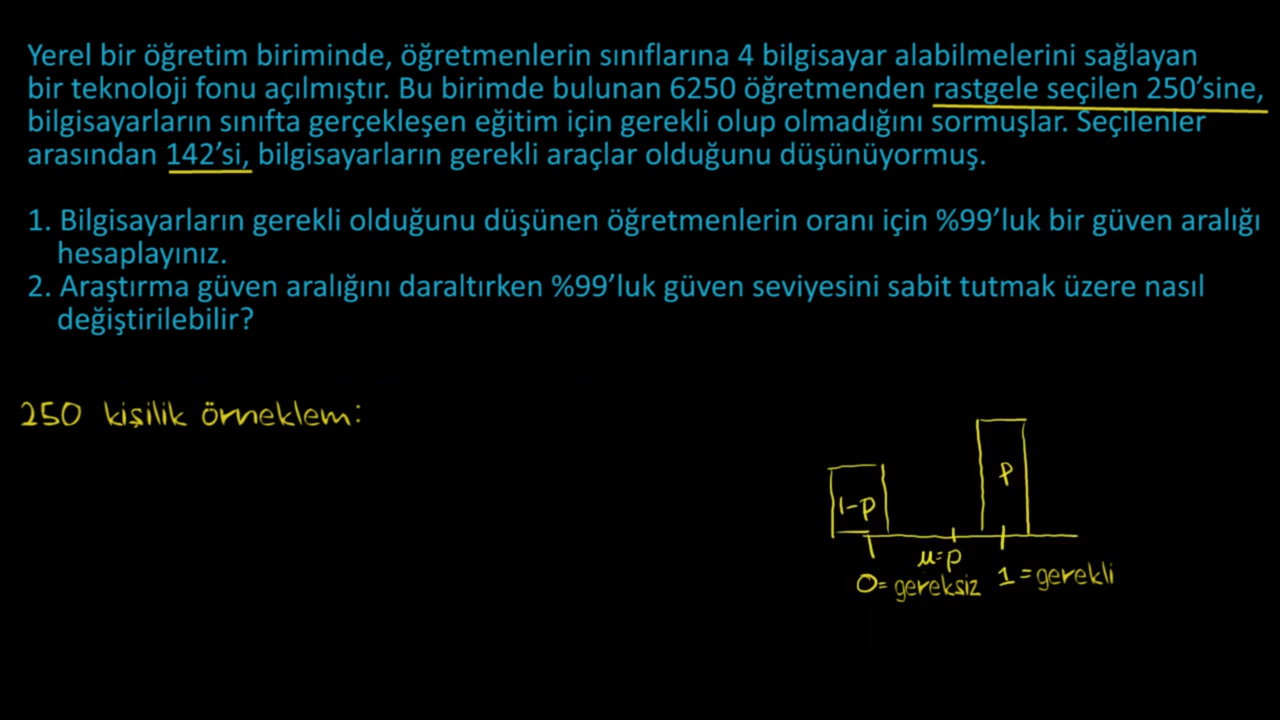 Yerel bir öğretim biriminde, öğretmenlerin sınıflarına 4 bilgisayar alabilmelerini sağlayan
bir teknoloji fonu açılmıştır. Bu birimde bulunan 6250 öğretmenden rastgele seçilen 250’sine,
bilgisayarların sınıfta gerçekleşen eğitim için gerekli olup olmadığını sormuşlar. Seçilenler
arasından 142’si, bilgisayarların gerekli araçlar olduğunu düşünüyormuş.
1. Bilgisayarların gerekli olduğunu düşünen öğretmenlerin oranı için %99’luk bir güven aralığı
hesaplayınız.
2. Araştırma güven aralığını daraltırken %99’luk güven seviyesini sabit tutmak üzere nasıl
değiştirilebilir?
250 kişilik örneklem:
P
1-P
μ=p
0=gereksiz 1=gerekli